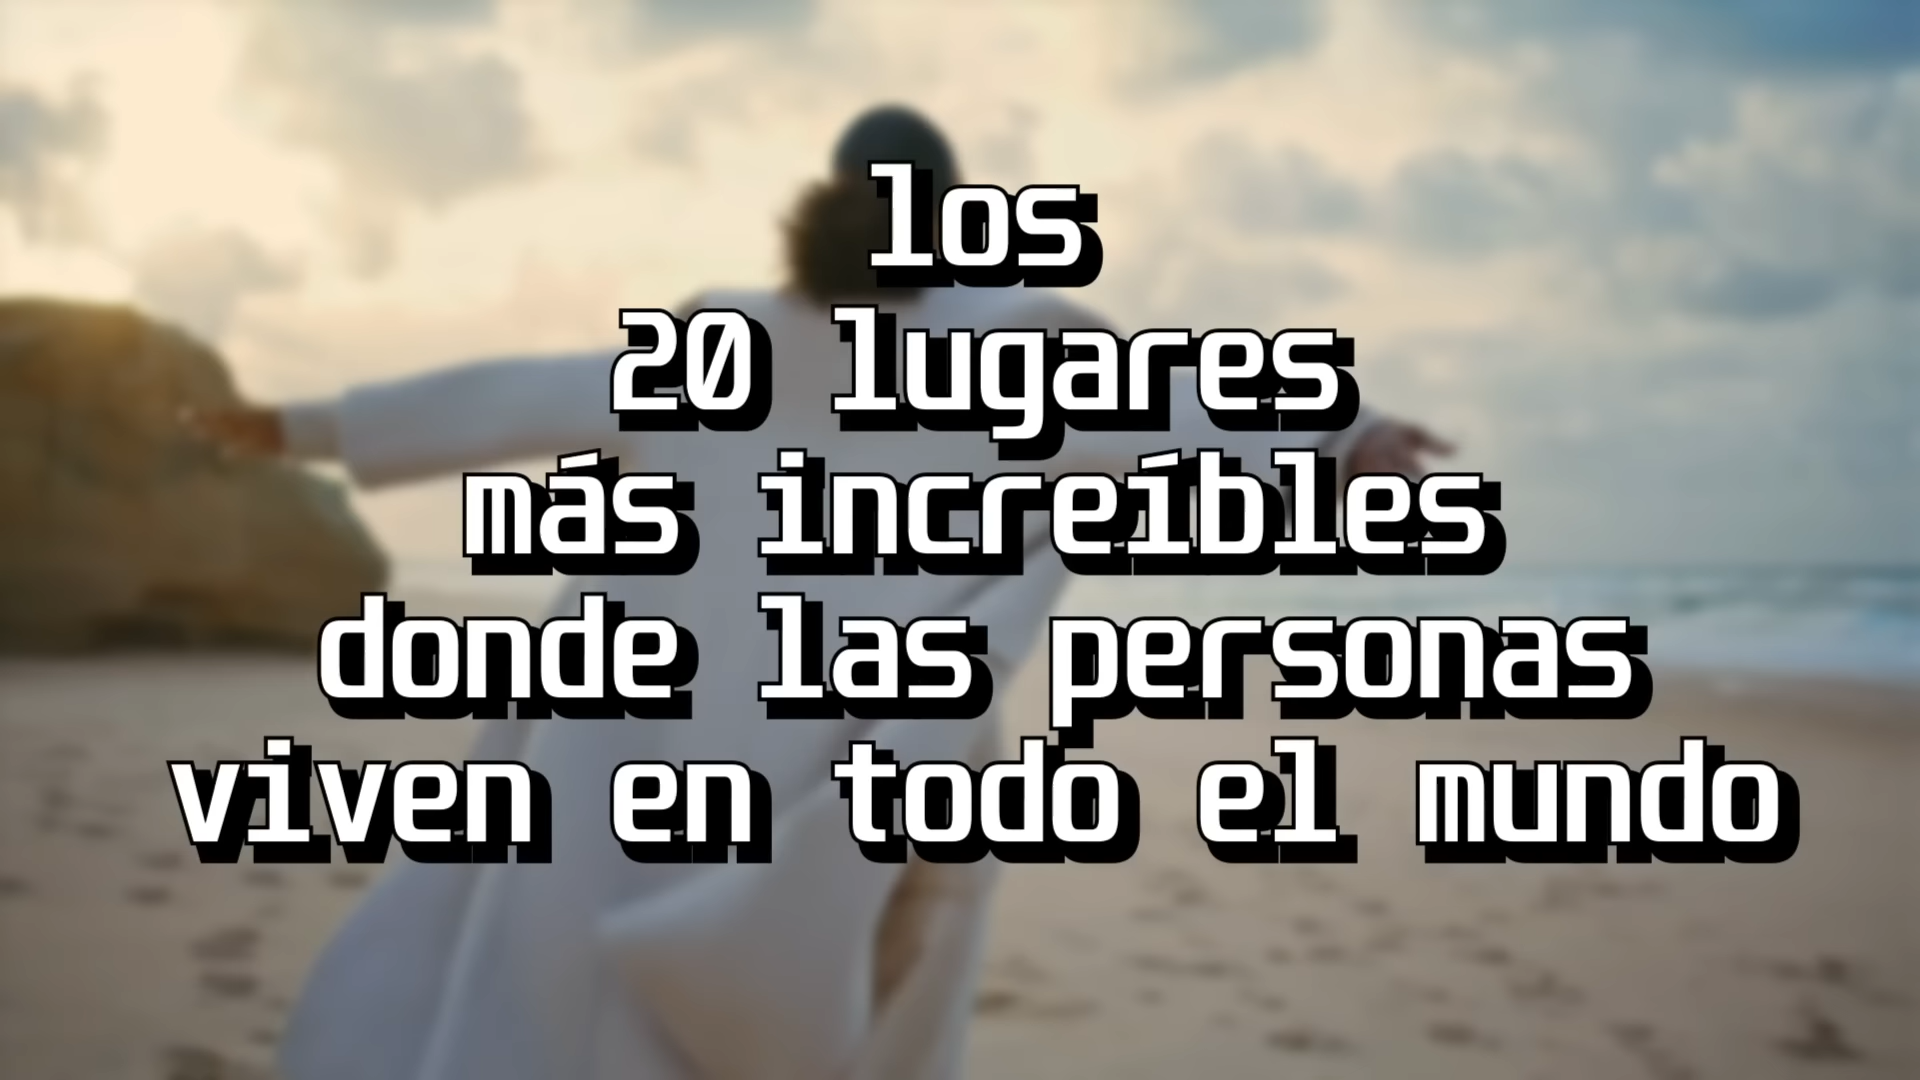 los
20 lugares
más increíbles
donde las personas
viven en todo el mundo